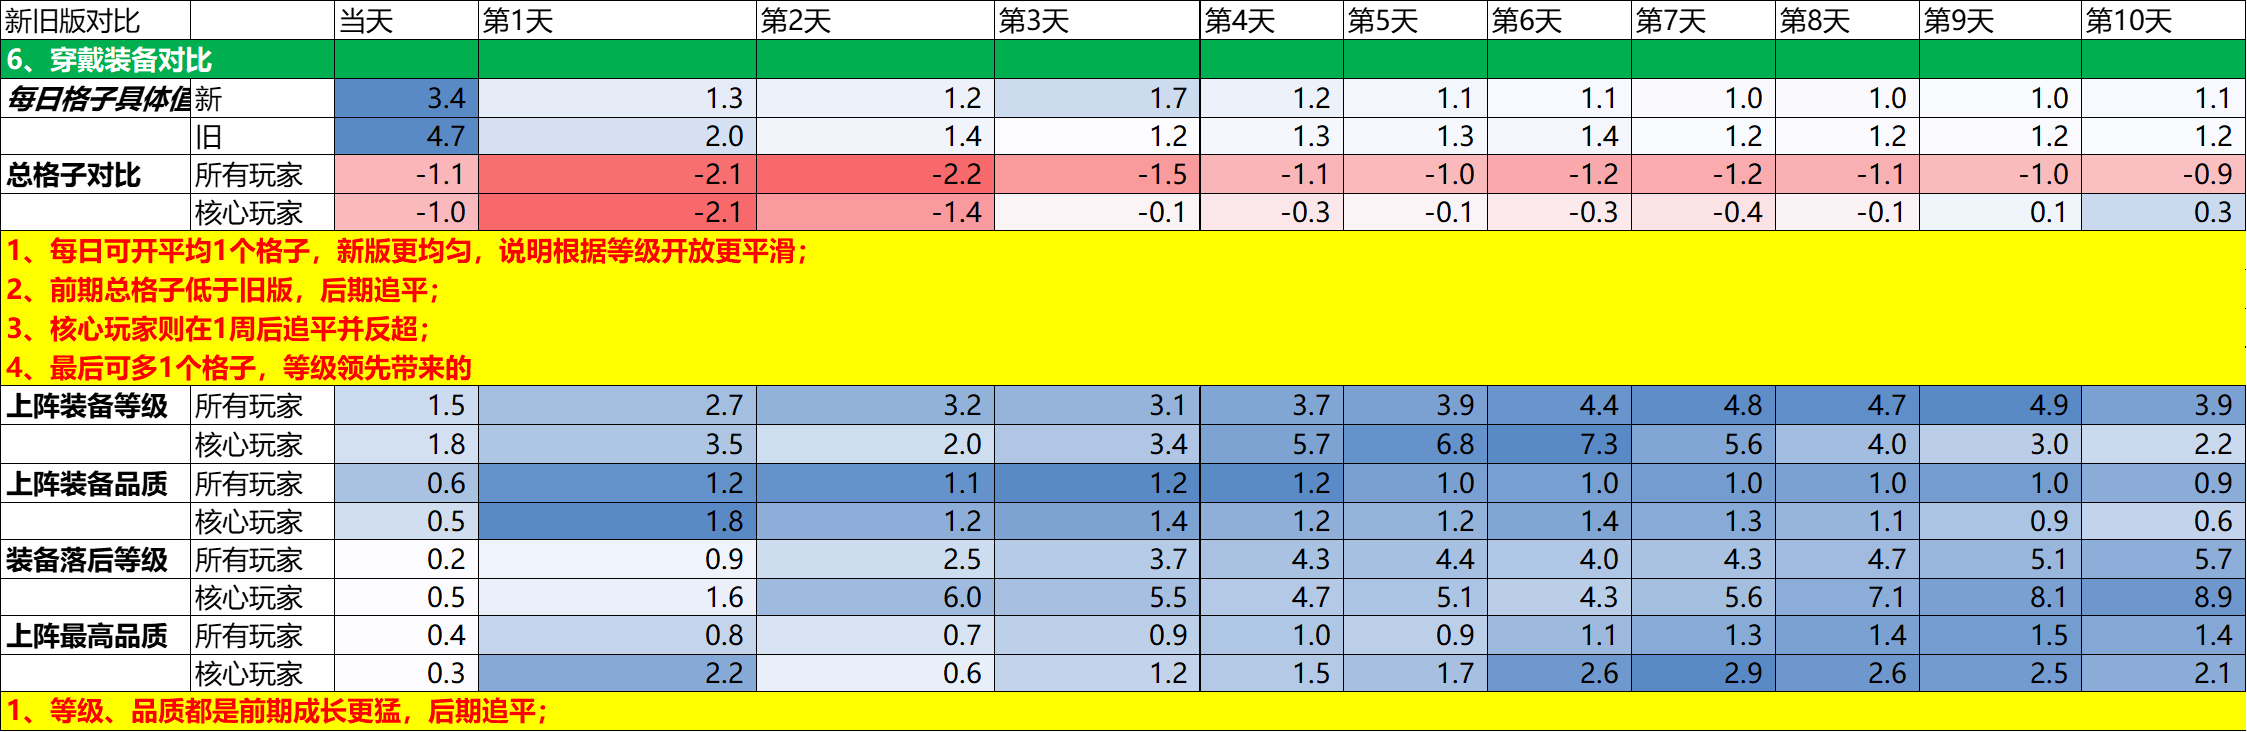 新旧版对比 当天 第1天 第2天 第3天 第4天 第5天 第6天 第7天 第8天 第9天 第10天
6、穿戴装备对比
每日格子具体值 新 3.4 1.3 1.2 1.7 1.2 1.1 1.1 1.0 1.0 1.0 1.1
旧 4.7 2.0 1.4 1.2 1.3 1.3 1.4 1.2 1.2 1.2 1.2
总格子对比 所有玩家 -1.1 -2.1 -2.2 -1.5 -1.1 -1.0 -1.2 -1.2 -1.1 -1.0 -0.9
核心玩家 -1.0 -2.1 -1.4 -0.1 -0.3 -0.1 -0.3 -0.4 -0.1 0.1 0.3
1、每日可开平均1个格子，新版更均匀，说明根据等级开放更平滑；
2、前期总格子低于旧版，后期追平；
3、核心玩家则在1周后追平并反超；
4、最后可多1个格子，等级领先带来的
上阵装备等级 所有玩家 1.5 2.7 3.2 3.1 3.7 3.9 4.4 4.8 4.7 4.9 3.9
核心玩家 1.8 3.5 2.0 3.4 5.7 6.8 7.3 5.6 4.0 3.0 2.2
上阵装备品质 所有玩家 0.6 1.2 1.1 1.2 1.2 1.0 1.0 1.0 1.0 1.0 0.9
核心玩家 0.5 1.8 1.2 1.4 1.2 1.2 1.4 1.3 1.1 0.9 0.6
装备落后等级 所有玩家 0.2 0.9 2.5 3.7 4.3 4.4 4.0 4.3 4.7 5.1 5.7
核心玩家 0.5 1.6 6.0 5.5 4.7 5.1 4.3 5.6 7.1 8.1 8.9
上阵最高品质 所有玩家 0.4 0.8 0.7 0.9 1.0 0.9 1.1 1.3 1.4 1.5 1.4
核心玩家 0.3 2.2 0.6 1.2 1.5 1.7 2.6 2.9 2.6 2.5 2.1
1、等级、品质都是前期成长更猛，后期追平；